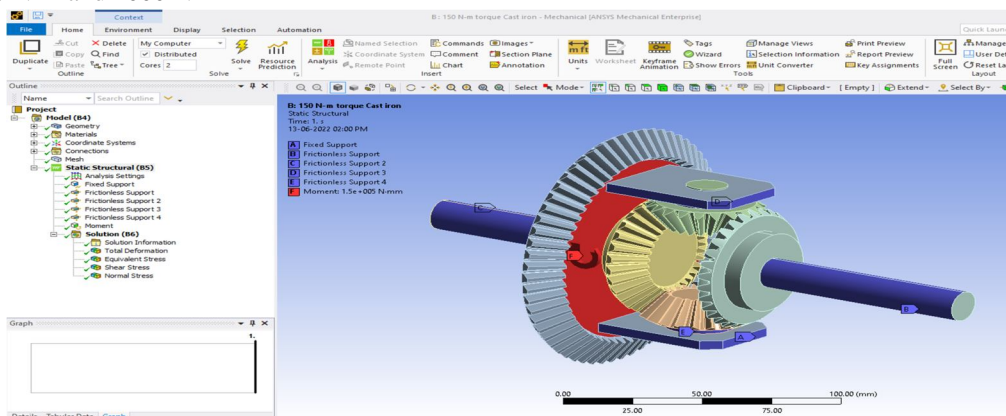 Context
B: 150 N-m torque Cast iron - Mechanical [ANSYS Mechanical Enterprise]
File Home Environment Display Selection Automation
Quick Launc
Duplicate
Cut
Copy
Paste
Delete
Find
Tree
Outline
My Computer
Distributed
Cores 2
Solve
Resource Prediction
Solve
Analysis
Named Selection
Coordinate System
Remote Point
Commands
Comment
Chart
Images
Section Plane
Annotation
Insert
Units
Worksheet
Keyframe Animation
Tags
Wizard
Show Errors
Manage Views
Selection Information
Unit Converter
Print Preview
Report Preview
Key Assignments
Tools
Full Screen
Manage
User Def
Reset La
Layout
Outline
Name
Search Outline
Select Mode Clipboard [ Empty ] Extend Select By
Project
Model (B4)
Geometry
Materials
Coordinate Systems
Connections
Mesh
Static Structural (B5)
Analysis Settings
Fixed Support
Frictionless Support
Frictionless Support 2
Frictionless Support 3
Frictionless Support 4
Moment
Solution (B6)
Solution Information
Total Deformation
Equivalent Stress
Shear Stress
Normal Stress
B: 150 N-m torque Cast iron
Static Structural
Time: 1. s
13-06-2022 02:00 PM
A Fixed Support
B Frictionless Support
C Frictionless Support 2
D Frictionless Support 3
E Frictionless Support 4
F Moment: 1.5e+005 N·mm
C
D
F
B
E
A
Graph
1.
0.00 50.00 100.00 (mm)
25.00 75.00
Details Tabular Data Graph